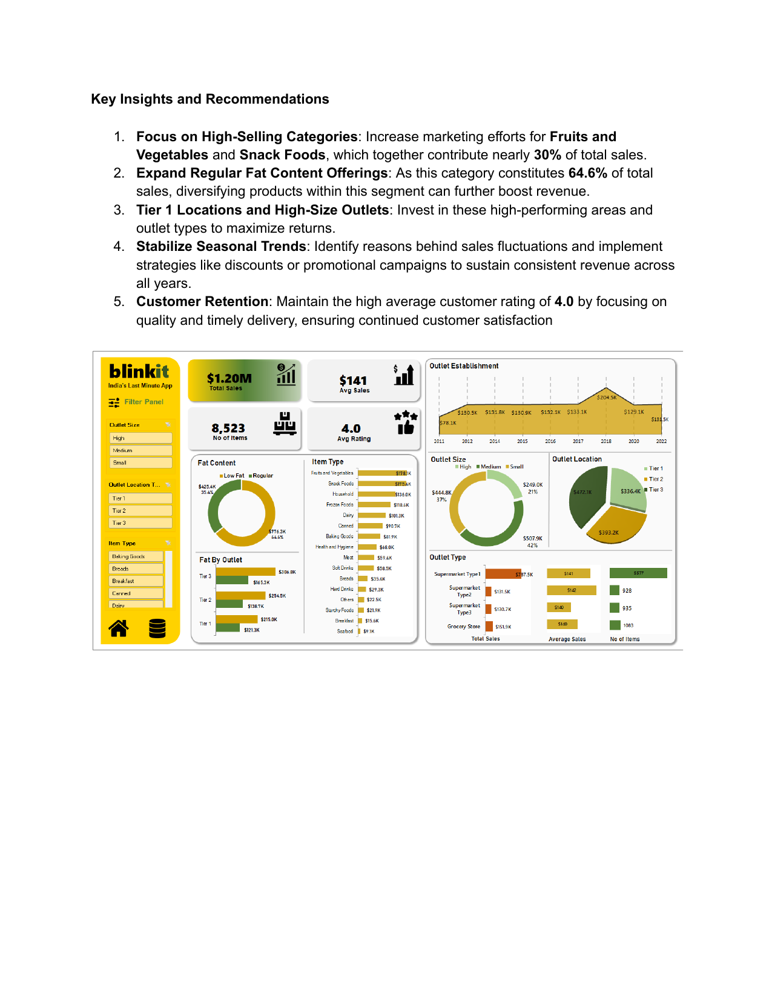 Key Insights and Recommendations
1. Focus on High-Selling Categories: Increase marketing efforts for Fruits and
Vegetables and Snack Foods, which together contribute nearly 30% of total sales.
2. Expand Regular Fat Content Offerings: As this category constitutes 64.6% of total
sales, diversifying products within this segment can further boost revenue.
3. Tier 1 Locations and High-Size Outlets: Invest in these high-performing areas and
outlet types to maximize returns.
4. Stabilize Seasonal Trends: Identify reasons behind sales fluctuations and implement
strategies like discounts or promotional campaigns to sustain consistent revenue across
all years.
5. Customer Retention: Maintain the high average customer rating of 4.0 by focusing on
quality and timely delivery, ensuring continued customer satisfaction
blinkit
India's Last Minute App
Filter Panel
Outlet Size
High
Medium
Small
Outlet Location T...
Tier 1
Tier 2
Tier 3
Item Type
Baking Goods
Breads
Breakfast
Canned
Dairy
$1.20M
Total Sales
$141
Avg Sales
8,523
No of Items
4.0
Avg Rating
Fat Content
Low Fat Regular
$425.4K
35.4%
$776.3K
64.6%
Fat By Outlet
Tier 3 $306.8K
$165.3K
Tier 2 $254.5K
$138.7K
Tier 1 $215.0K
$121.3K
Item Type
Fruits and Vegetables $178.1K
Snack Foods $175.4K
Household $136.0K
Frozen Foods $118.6K
Dairy $101.3K
Canned $90.7K
Baking Goods $81.9K
Health and Hygiene $68.0K
Meat $59.4K
Soft Drinks $58.5K
Breads $35.4K
Hard Drinks $29.3K
Others $22.5K
Starchy Foods $21.9K
Breakfast $15.6K
Seafood $9.1K
Outlet Establishment
$78.1K $130.5K $131.8K $130.9K $132.1K $133.1K $204.5K $129.1K $131.5K
2011 2012 2014 2015 2016 2017 2018 2020 2022
Outlet Size
High Medium Small
$444.8K
37%
$249.0K
21%
$507.9K
42%
Outlet Location
Tier 1
Tier 2
Tier 3
$472.1K
$336.4K
$393.2K
Outlet Type
Supermarket Type1 $787.5K $141 5577
Supermarket
Type2 $131.5K $142 928
Supermarket
Type3 $130.7K $140 935
Grocery Store $151.9K $140 1083
Total Sales Average Sales No of Items